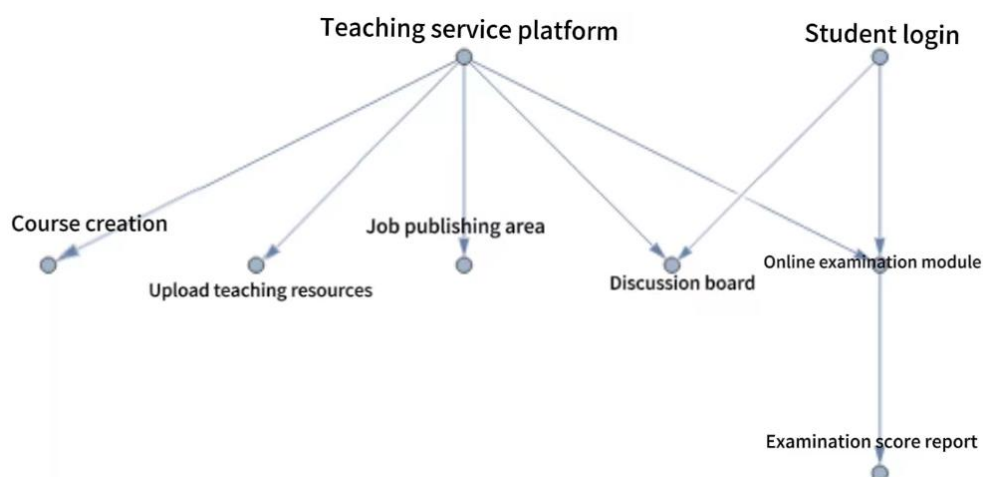 Teaching service platform
Student login
Course creation
Job publishing area
Upload teaching resources
Discussion board
Online examination module
Examination score report